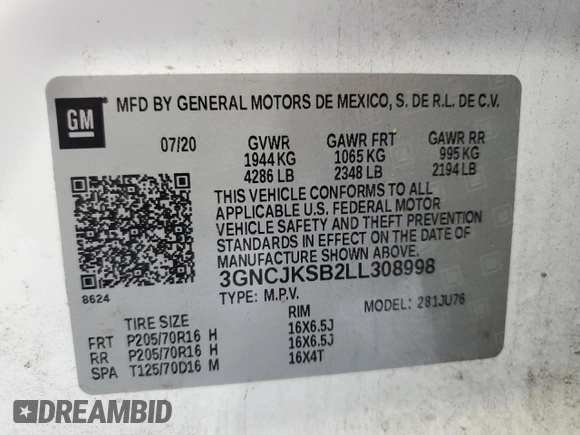 GM MFD BY GENERAL MOTORS DE MEXICO, S. DE R.L. DE C.V.
07/20 GVWR GAWR FRT GAWR RR
1944 KG 1065 KG 995 KG
4286 LB 2348 LB 2194 LB
THIS VEHICLE CONFORMS TO ALL
APPLICABLE U.S. FEDERAL MOTOR
VEHICLE SAFETY AND THEFT PREVENTION
STANDARDS IN EFFECT ON THE DATE OF
MANUFACTURE SHOWN ABOVE.
3GNCJKSB2LL308998
8624 TYPE: M.P.V. MODEL: 281JU76
TIRE SIZE RIM
FRT P205/70R16 H 16X6.5J
RR P205/70R16 H 16X6.5J
SPA T125/70D16 M 16X4T
DREAMBID